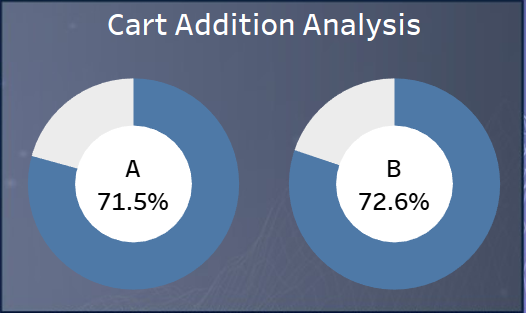 Cart Addition Analysis
A
71.5%
B
72.6%